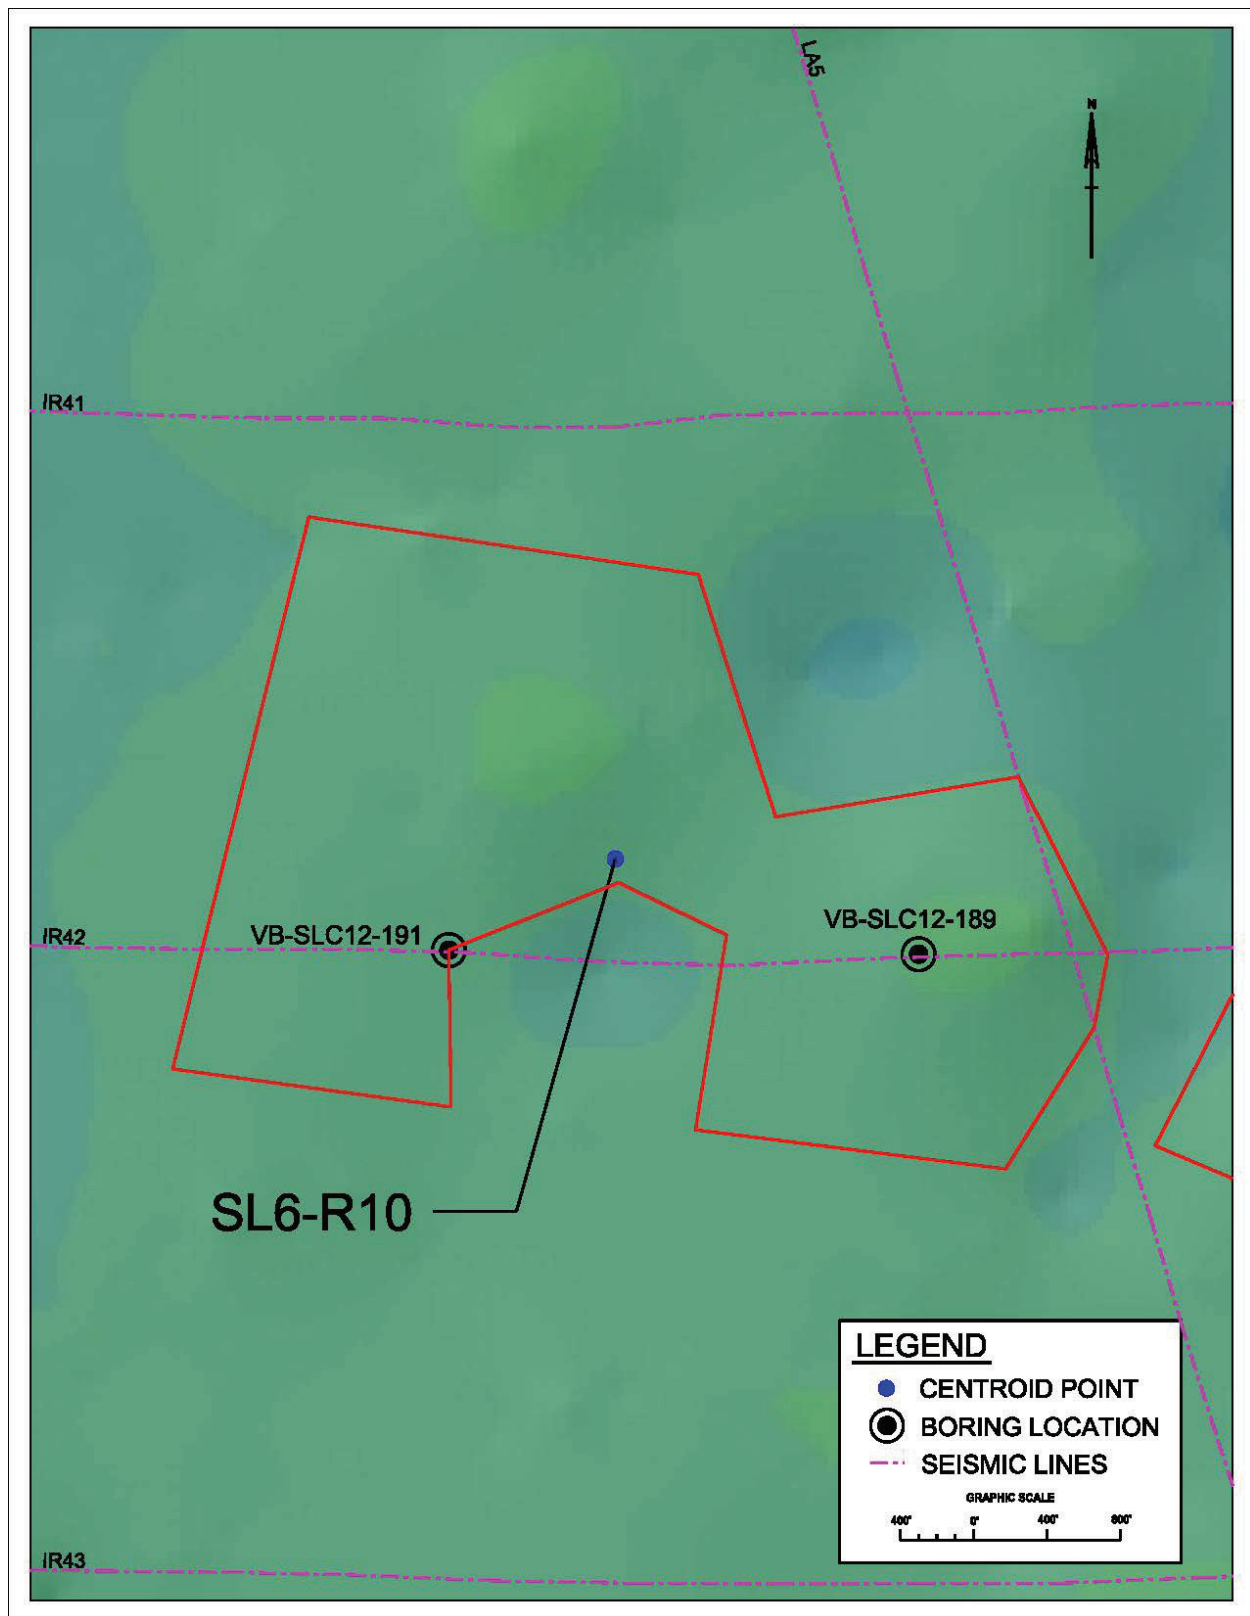 LA5
N
IR41
VB-SLC12-189
IR42
VB-SLC12-191
SL6-R10
LEGEND
CENTROID POINT
BORING LOCATION
SEISMIC LINES
GRAPHIC SCALE
400' 0' 400' 800'
IR43